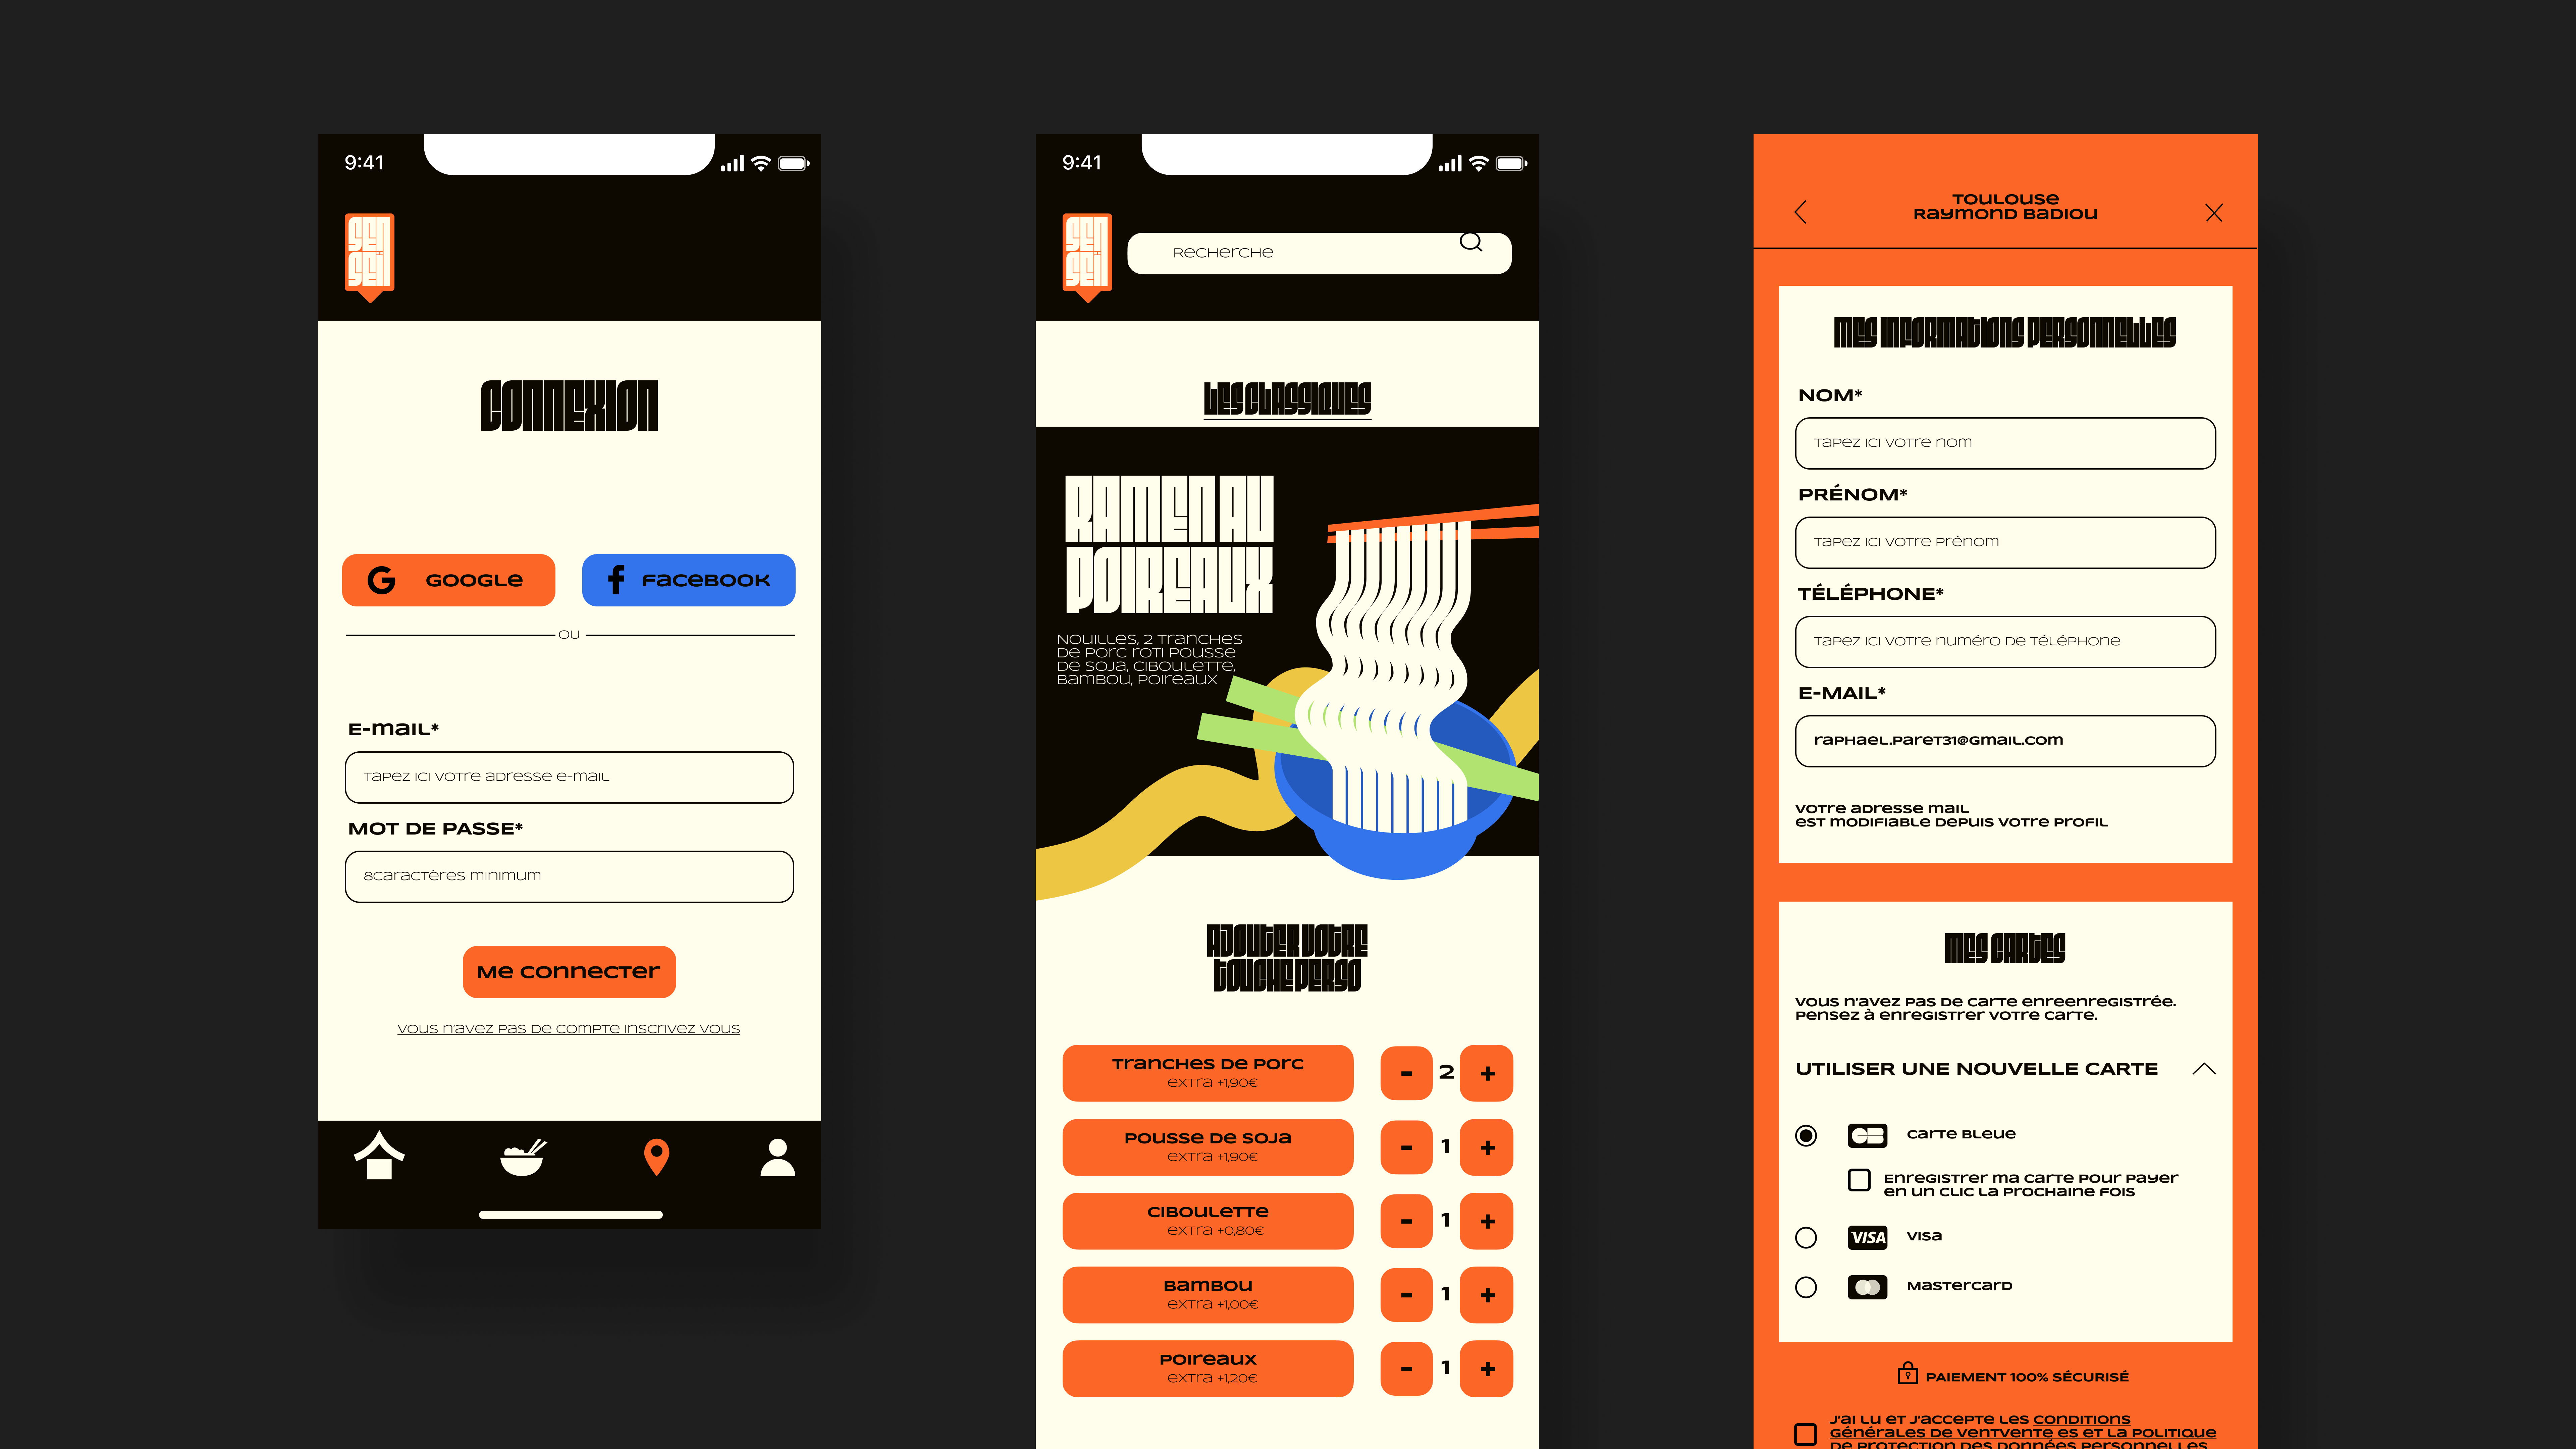 9:41
SEN
SEÏ
CONNEXION
GOOGLE
FACEBOOK
OU
E-mail*
Tapez ici votre adresse e-mail
MOT DE PASSE*
8caractères minimum
Me connecter
Vous n'avez pas de compte inscrivez vous
9:41
SEN
SEÏ
Recherche
LES CLASSIQUES
RAMEN AU
POIREAUX
Nouilles, 2 tranches
de porc roti pousse
de soja, ciboulette,
bambou, poireaux
AJOUTER VOTRE
TOUCHE PERSO
Tranches de porc
extra +1,90€
- 2 +
Pousse de soja
extra +1,90€
- 1 +
Ciboulette
extra +0,80€
- 1 +
Bambou
extra +1,00€
- 1 +
Poireaux
extra +1,20€
- 1 +
Toulouse
Raymond Badiou
MES INFORMATIONS PERSONNELLES
NOM*
Tapez ici votre nom
PRÉNOM*
Tapez ici votre prénom
TÉLÉPHONE*
Tapez ici votre numéro de téléphone
E-MAIL*
raphael.paret31@gmail.com
Votre adresse mail
est modifiable depuis votre profil
MES CARTES
Vous n'avez pas de carte enreenregistrée.
Pensez à enregistrer votre carte.
UTILISER UNE NOUVELLE CARTE
CB Carte bleue
Enregistrer ma carte pour payer
en un clic la prochaine fois
VISA Visa
Mastercard
PAIEMENT 100% SÉCURISÉ
J'ai lu et j'accepte les conditions
générales de ventvente es et la politique
de protection des données personnelles